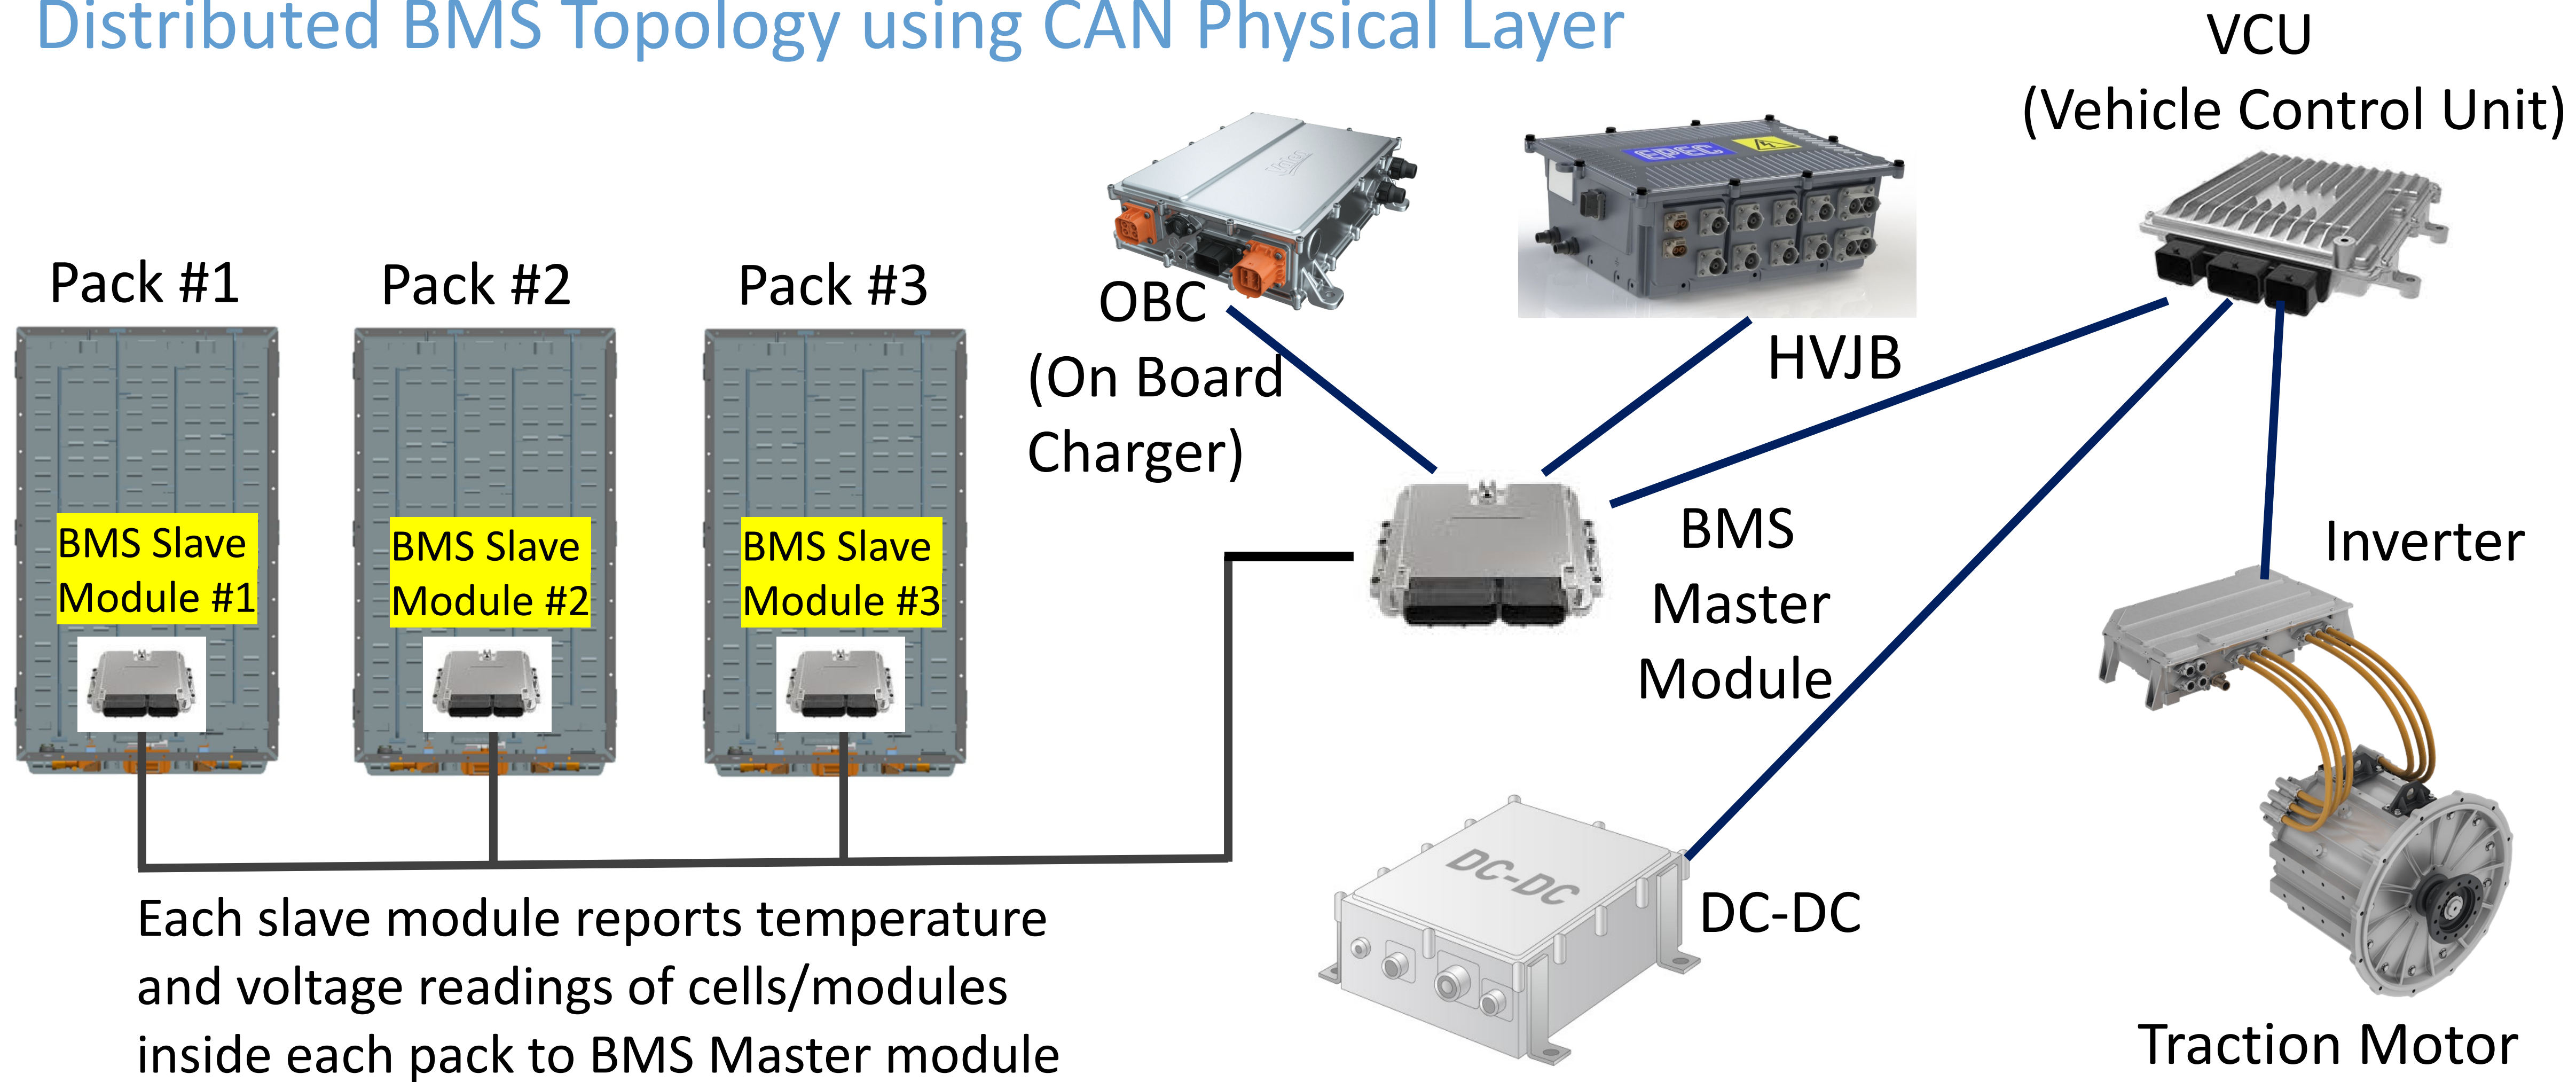 Distributed BMS Topology using CAN Physical Layer
VCU
(Vehicle Control Unit)
EPEC
Pack #1
Pack #2
Pack #3
OBC
(On Board
Charger)
HVJB
BMS Slave
Module #1
BMS Slave
Module #2
BMS Slave
Module #3
BMS
Master
Module
Inverter
DC-DC
DC-DC
Each slave module reports temperature
and voltage readings of cells/modules
inside each pack to BMS Master module
Traction Motor